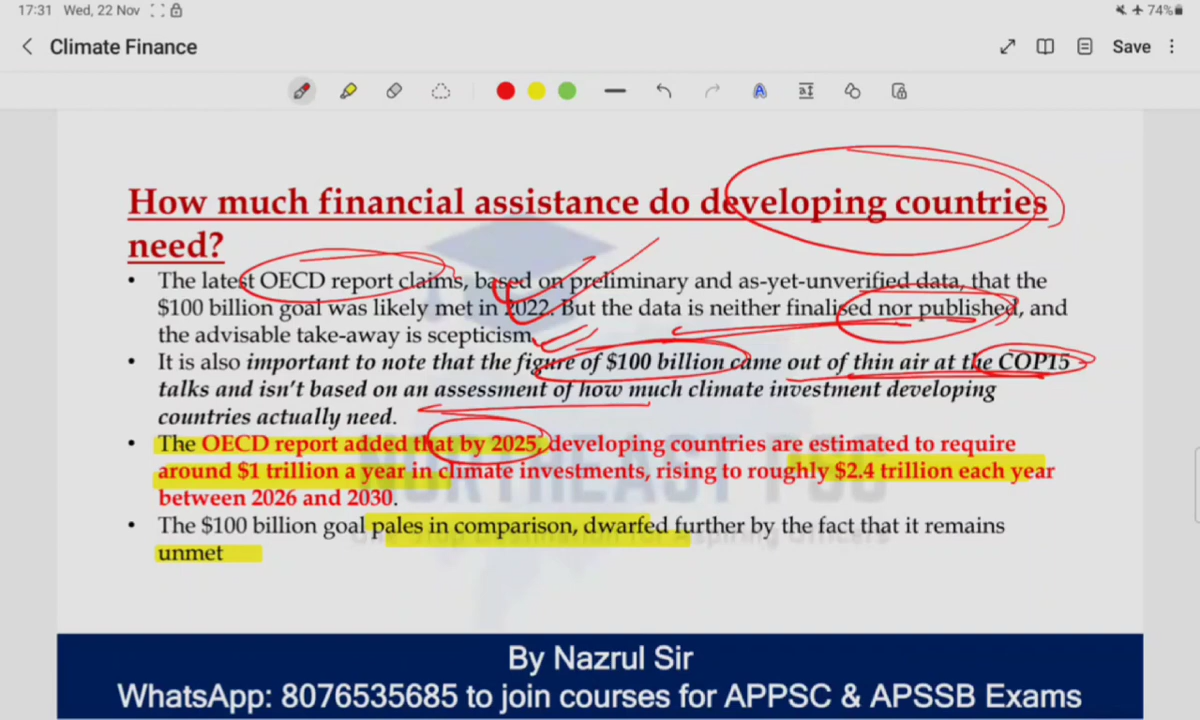 17:31 Wed, 22 Nov
74%
Climate Finance
Save
How much financial assistance do developing countries
need?
• The latest OECD report claims, based on preliminary and as-yet-unverified data, that the
$100 billion goal was likely met in 2022. But the data is neither finalised nor published, and
the advisable take-away is scepticism.
• It is also important to note that the figure of $100 billion came out of thin air at the COP15
talks and isn't based on an assessment of how much climate investment developing
countries actually need.
• The OECD report added that by 2025, developing countries are estimated to require
around $1 trillion a year in climate investments, rising to roughly $2.4 trillion each year
between 2026 and 2030.
• The $100 billion goal pales in comparison, dwarfed further by the fact that it remains
unmet
By Nazrul Sir
WhatsApp: 8076535685 to join courses for APPSC & APSSB Exams